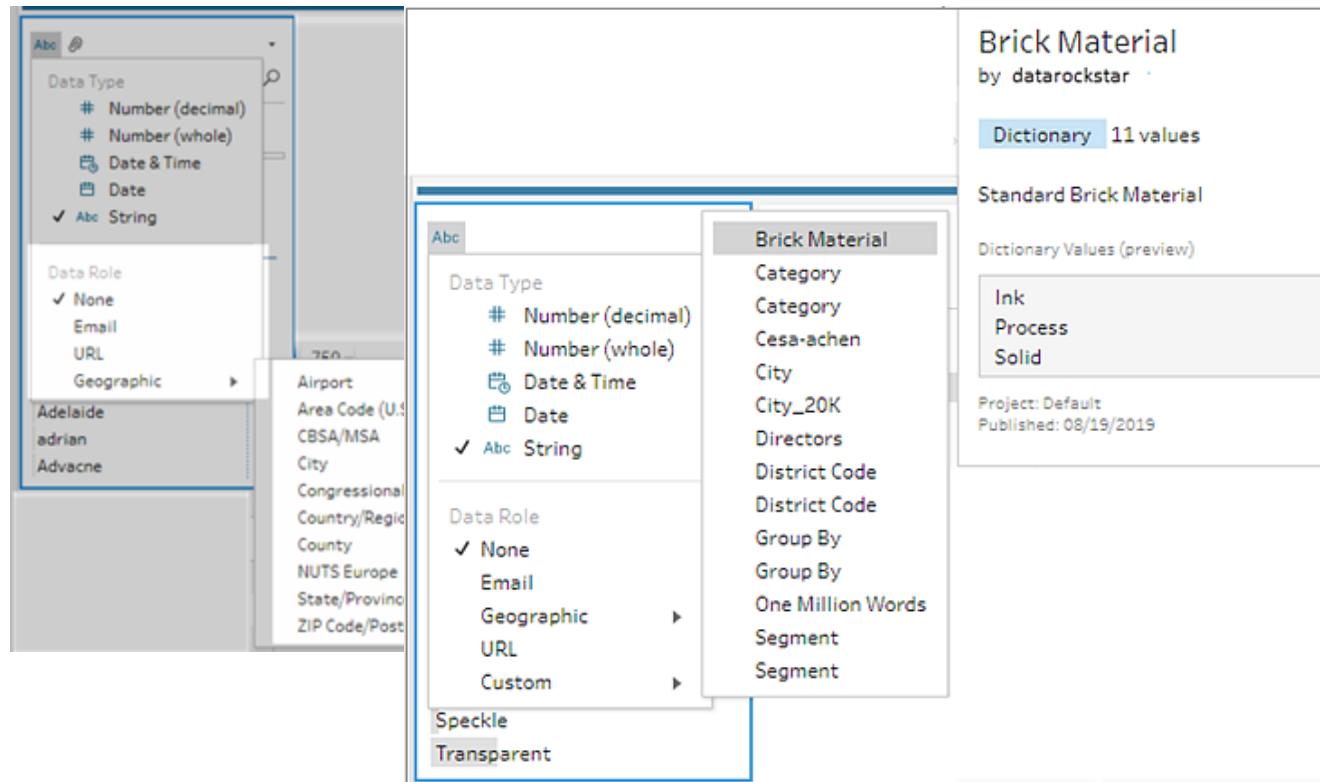 Abc
Data Type
# Number (decimal)
# Number (whole)
Date & Time
Date
✓ Abc String
Data Role
✓ None
Email
URL
Geographic
Adelaide
adrian
Advacne
750
Airport
Area Code (U.S
CBSA/MSA
City
Congressional
Country/Regio
County
NUTS Europe
State/Provinc
ZIP Code/Post
Abc
Data Type
# Number (decimal)
# Number (whole)
Date & Time
Date
✓ Abc String
Data Role
✓ None
Email
Geographic
URL
Custom
Speckle
Transparent
Brick Material
Category
Category
Cesa-achen
City
City_20K
Directors
District Code
District Code
Group By
Group By
One Million Words
Segment
Segment
Brick Material
by datarockstar
Dictionary 11 values
Standard Brick Material
Dictionary Values (preview)
Ink
Process
Solid
Project: Default
Published: 08/19/2019